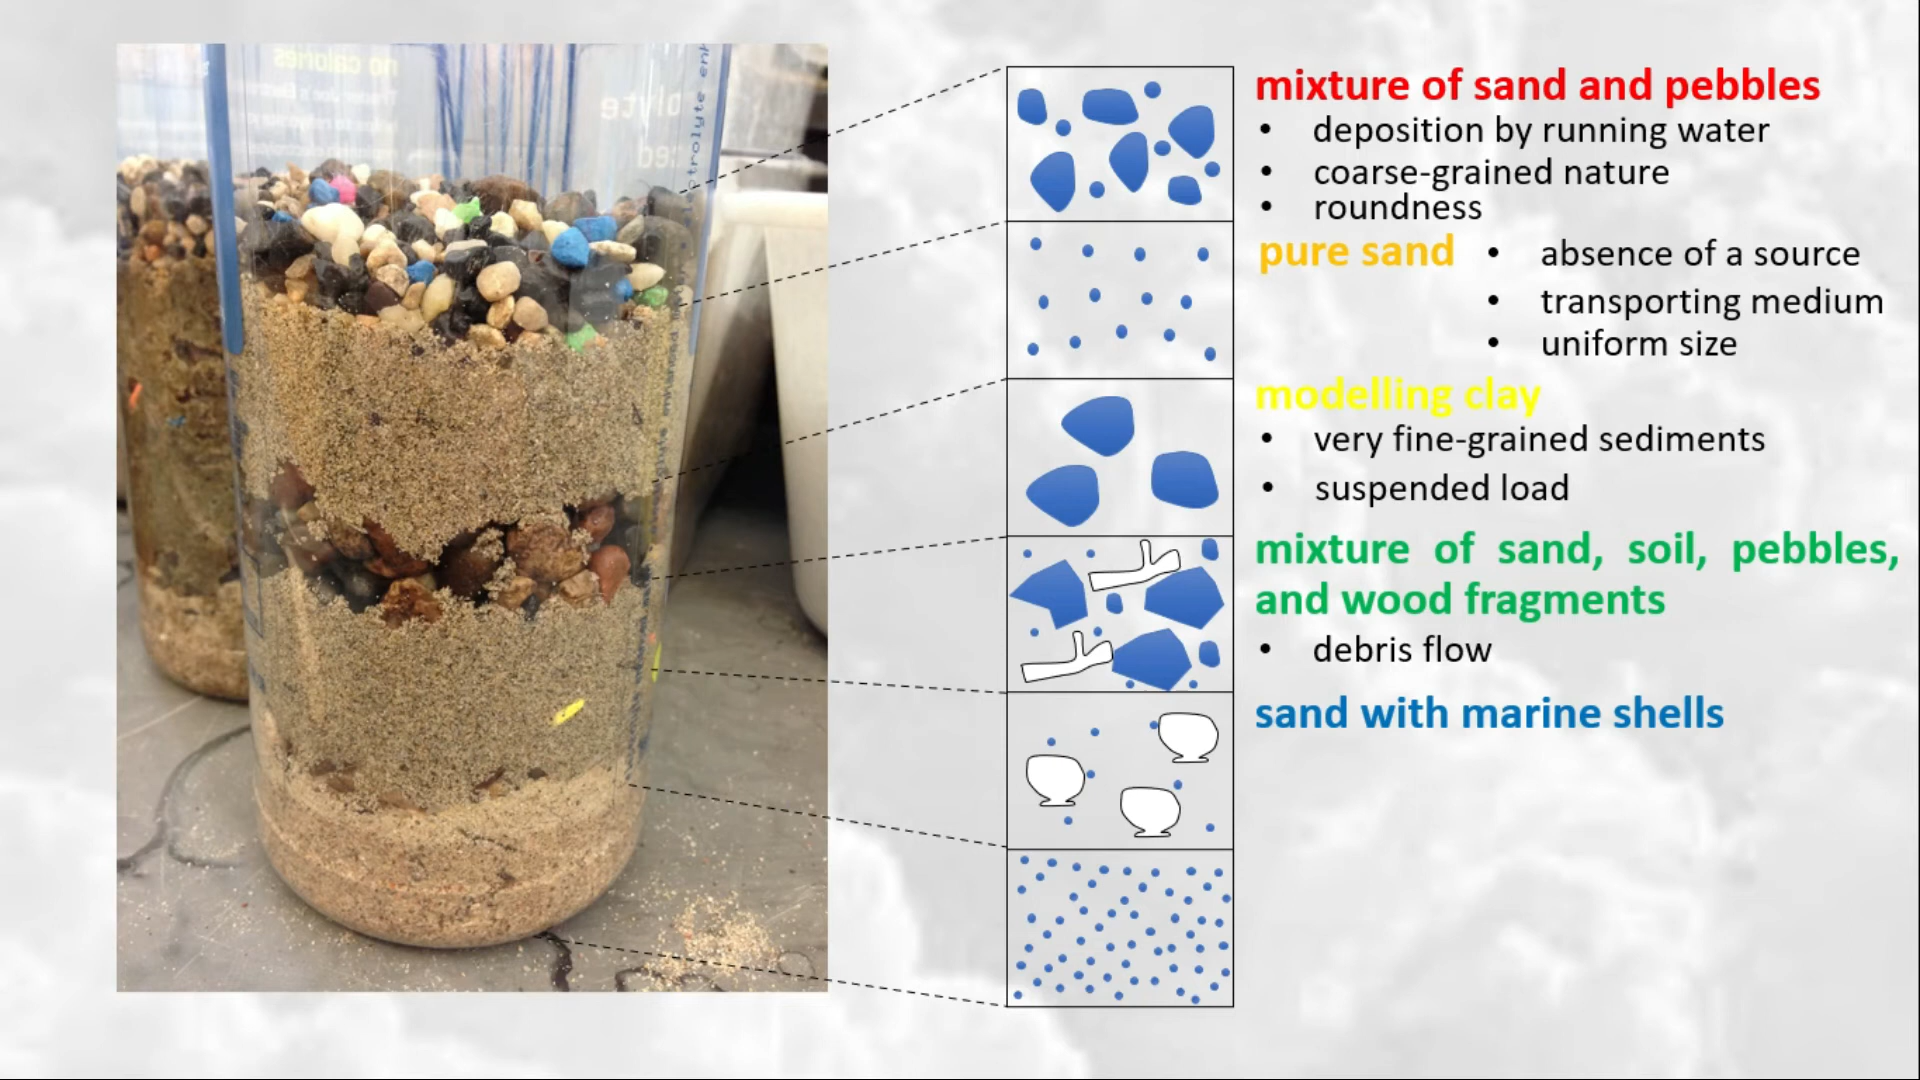 no calories
lyte
ced
mixture of sand and pebbles
• deposition by running water
• coarse-grained nature
• roundness
pure sand • absence of a source
• transporting medium
• uniform size
modelling clay
• very fine-grained sediments
• suspended load
mixture of sand, soil, pebbles,
and wood fragments
• debris flow
sand with marine shells